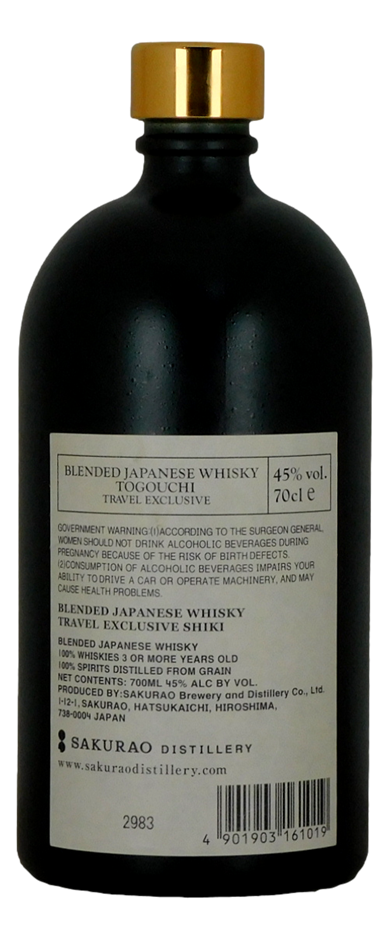 BLENDED JAPANESE WHISKY
TOGOUCHI
TRAVEL EXCLUSIVE
45% vol.
70cl ℮
GOVERNMENT WARNING:(1)ACCORDING TO THE SURGEON GENERAL,
WOMEN SHOULD NOT DRINK ALCOHOLIC BEVERAGES DURING
PREGNANCY BECAUSE OF THE RISK OF BIRTH DEFECTS.
(2)CONSUMPTION OF ALCOHOLIC BEVERAGES IMPAIRS YOUR
ABILITY TO DRIVE A CAR OR OPERATE MACHINERY, AND MAY
CAUSE HEALTH PROBLEMS.
BLENDED JAPANESE WHISKY
TRAVEL EXCLUSIVE SHIKI
BLENDED JAPANESE WHISKY
100% WHISKIES 3 OR MORE YEARS OLD
100% SPIRITS DISTILLED FROM GRAIN
NET CONTENTS: 700ML 45% ALC BY VOL.
PRODUCED BY:SAKURAO Brewery and Distillery Co., Ltd.
1-12-1, SAKURAO, HATSUKAICHI, HIROSHIMA,
738-0004 JAPAN
SAKURAO DISTILLERY
www.sakuraodistillery.com
2983
4 901903 161019